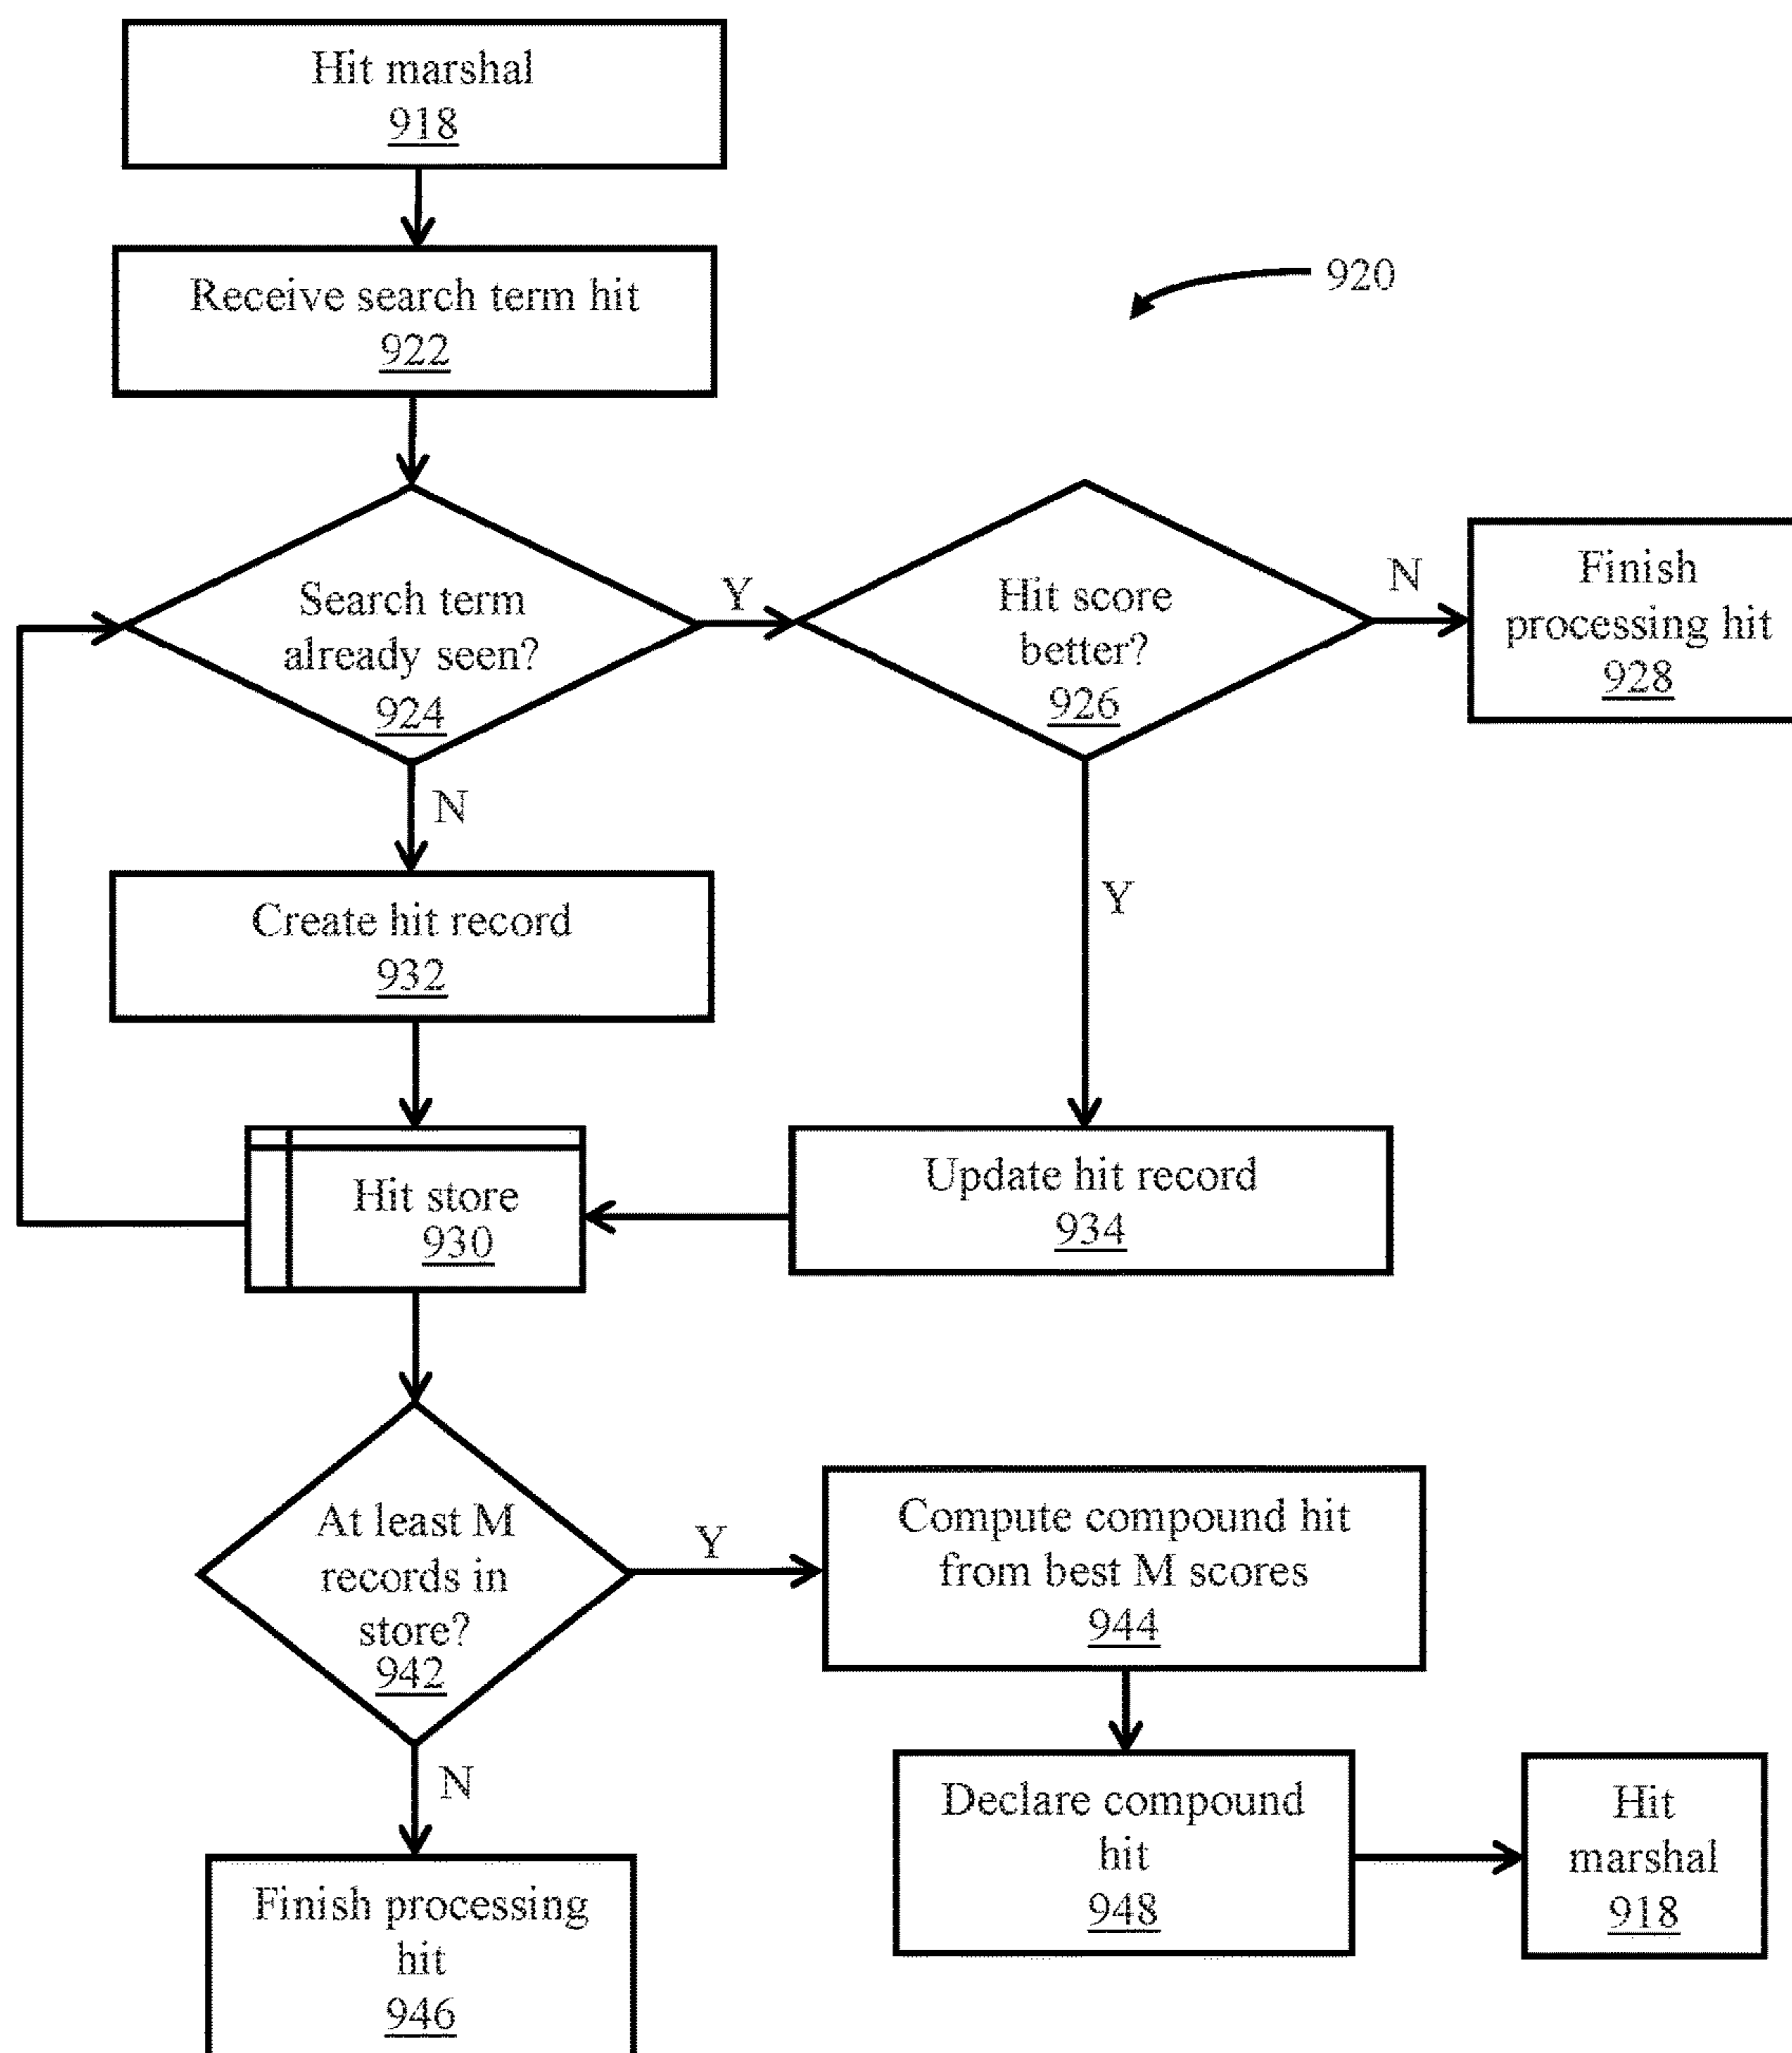 Hit marshal
918
Receive search term hit
922
920
Search term
already seen?
924
Y
Hit score
better?
926
N
Finish
processing hit
928
N
Create hit record
932
Y
Hit store
930
Update hit record
934
At least M
records in
store?
942
Y
Compute compound hit
from best M scores
944
N
Declare compound
hit
948
Hit
marshal
918
Finish processing
hit
946